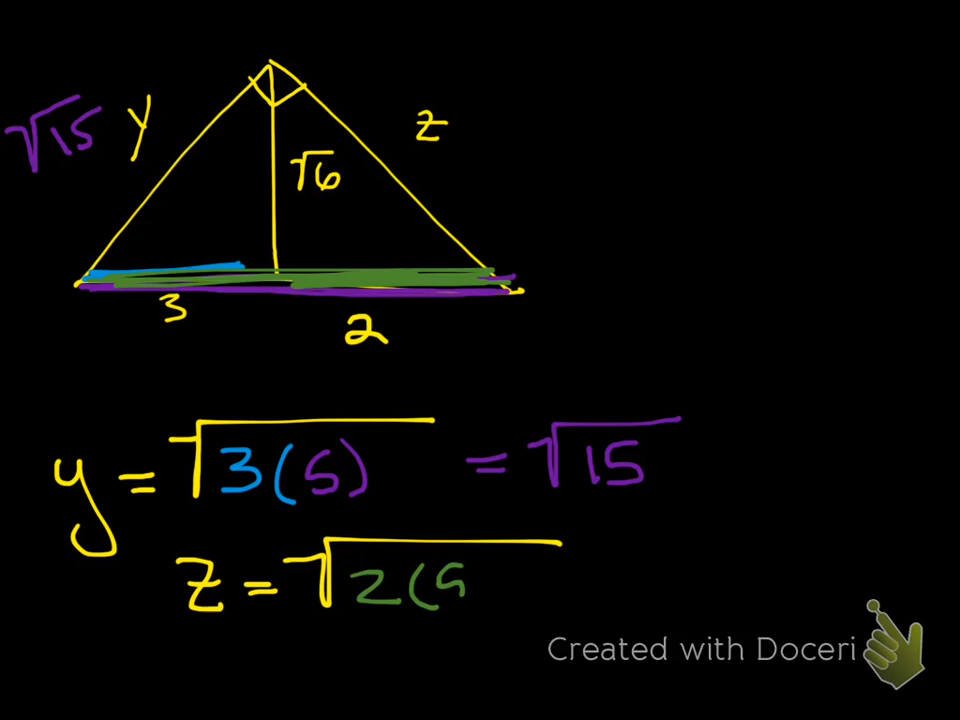 √15 y z
√6
3
2
y = √3(5) = √15
z = √2(5
Created with Doceri